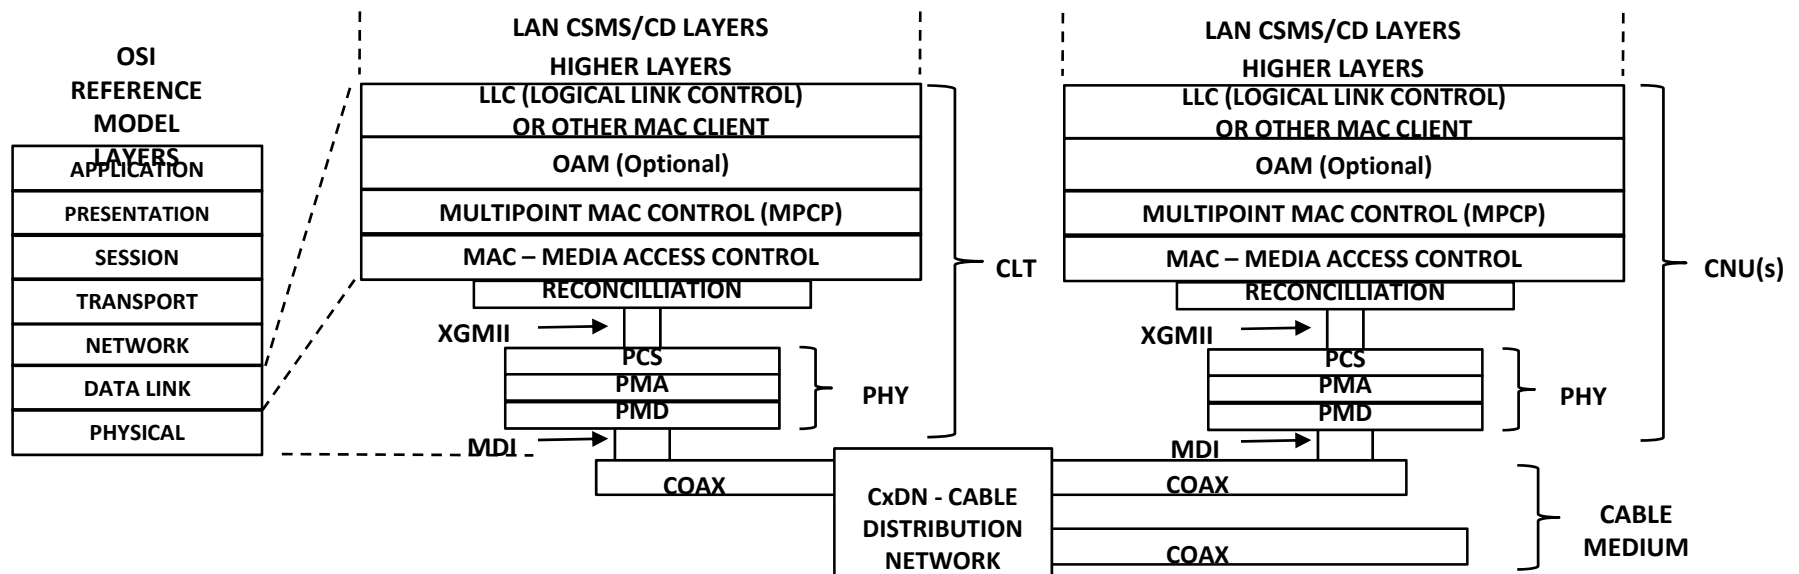 OSI
REFERENCE
MODEL
LAYERS
APPLICATION
PRESENTATION
SESSION
TRANSPORT
NETWORK
DATA LINK
PHYSICAL
LAN CSMS/CD LAYERS
HIGHER LAYERS
LLC (LOGICAL LINK CONTROL)
OR OTHER MAC CLIENT
OAM (Optional)
MULTIPOINT MAC CONTROL (MPCP)
MAC – MEDIA ACCESS CONTROL
RECONCILLIATION
XGMII
PCS
PMA
PMD
MDI
COAX
CLT
PHY
CxDN - CABLE
DISTRIBUTION
NETWORK
LAN CSMS/CD LAYERS
HIGHER LAYERS
LLC (LOGICAL LINK CONTROL)
OR OTHER MAC CLIENT
OAM (Optional)
MULTIPOINT MAC CONTROL (MPCP)
MAC – MEDIA ACCESS CONTROL
RECONCILLIATION
XGMII
PCS
PMA
PMD
MDI
COAX
COAX
CNU(s)
PHY
CABLE
MEDIUM